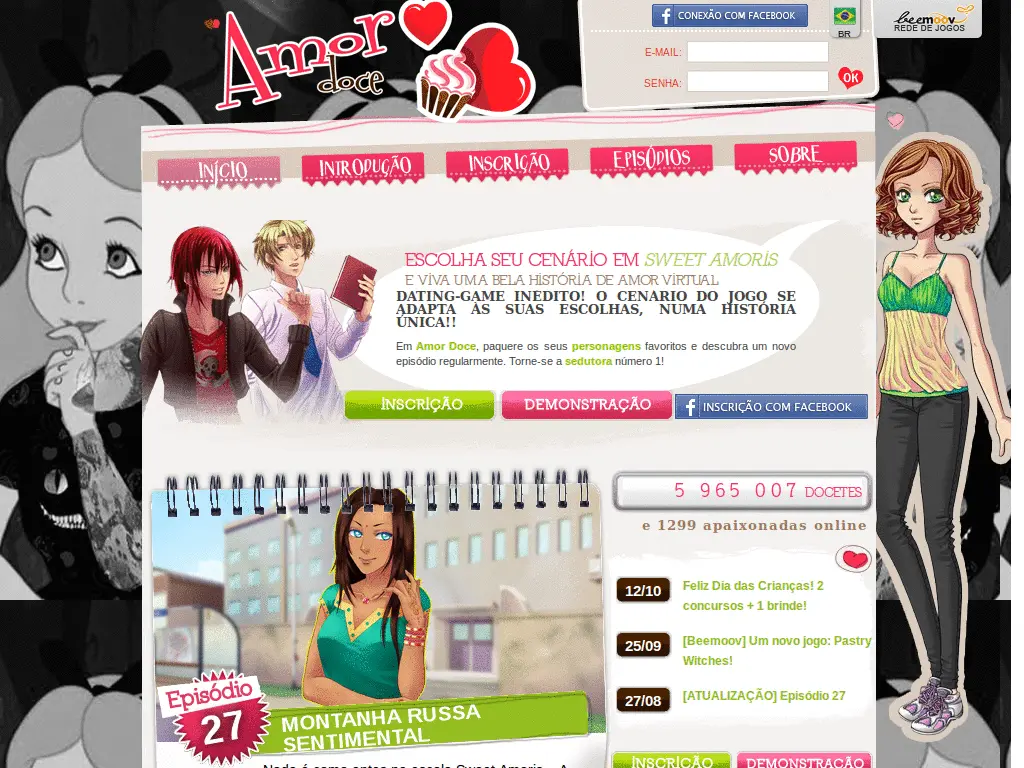 Amor
doce
CONEXÃO COM FACEBOOK
BR
beemoov
REDE DE JOGOS
E-MAIL:
SENHA:
OK
INÍCIO
INTRODUÇÃO
INSCRIÇÃO
EPISÓDIOS
SOBRE
ESCOLHA SEU CENÁRIO EM SWEET AMORIS
E VIVA UMA BELA HISTÓRIA DE AMOR VIRTUAL
DATING-GAME INEDITO! O CENARIO DO JOGO SE
ADAPTA ÀS SUAS ESCOLHAS, NUMA HISTÓRIA
ÚNICA!!
Em Amor Doce, paquere os seus personagens favoritos e descubra um novo
episódio regularmente. Torne-se a sedutora número 1!
INSCRIÇÃO
DEMONSTRAÇÃO
INSCRIÇÃO COM FACEBOOK
5 965 007 DOCETES
e 1299 apaixonadas online
12/10
Feliz Dia das Crianças! 2
concursos + 1 brinde!
25/09
[Beemoov] Um novo jogo: Pastry
Witches!
27/08
[ATUALIZAÇÃO] Episódio 27
Episódio
27
MONTANHA RUSSA
SENTIMENTAL
INSCRIÇÃO
DEMONSTRAÇÃO